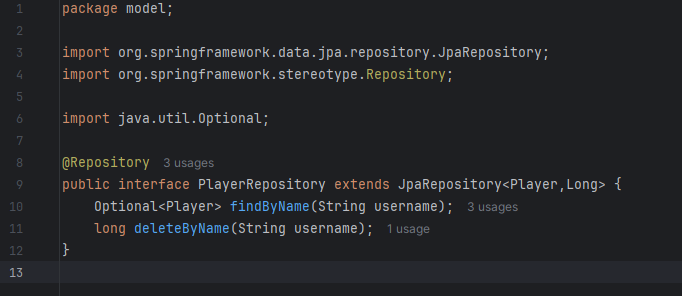 1 package model;
2
3 import org.springframework.data.jpa.repository.JpaRepository;
4 import org.springframework.stereotype.Repository;
5
6 import java.util.Optional;
7
8 @Repository 3 usages
9 public interface PlayerRepository extends JpaRepository<Player,Long> {
10     Optional<Player> findByName(String username); 3 usages
11     long deleteByName(String username); 1 usage
12 }
13